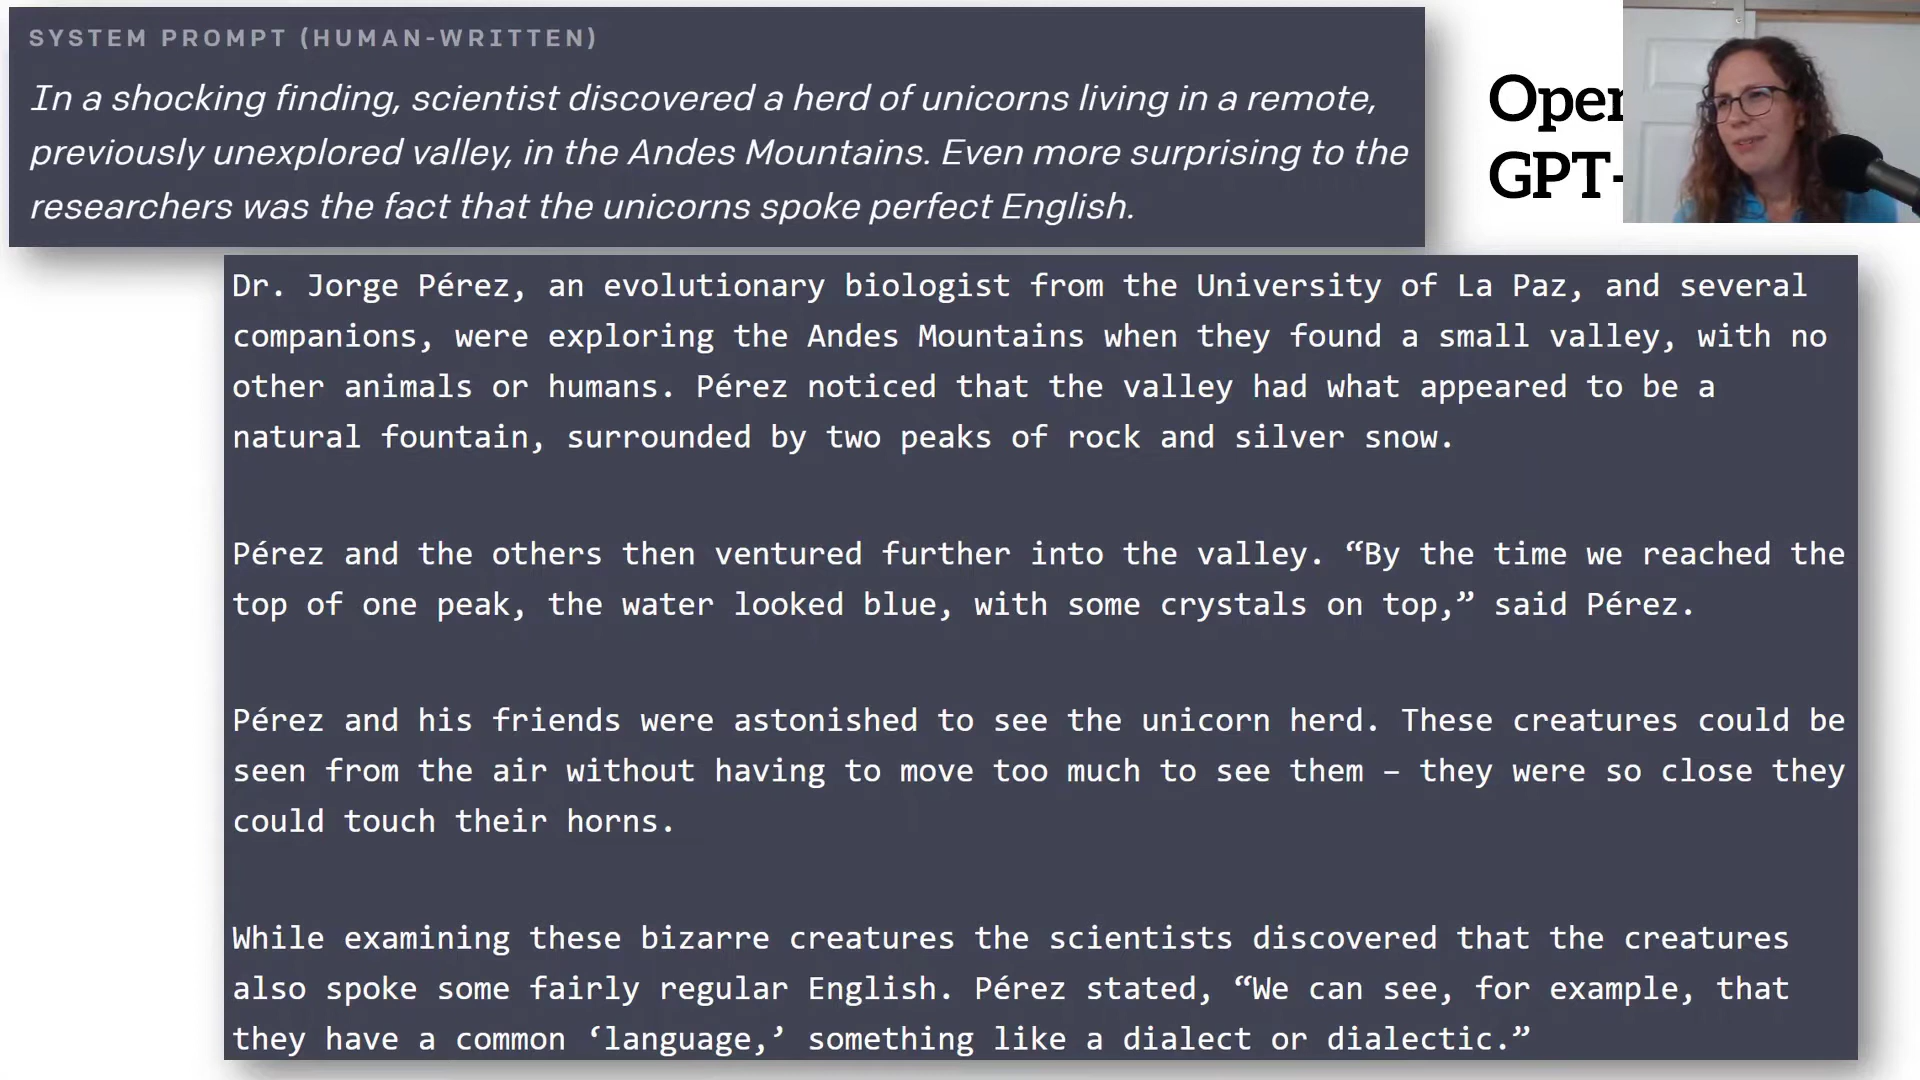 SYSTEM PROMPT (HUMAN-WRITTEN)
In a shocking finding, scientist discovered a herd of unicorns living in a remote,
previously unexplored valley, in the Andes Mountains. Even more surprising to the
researchers was the fact that the unicorns spoke perfect English.
Open
GPT-
Dr. Jorge Pérez, an evolutionary biologist from the University of La Paz, and several
companions, were exploring the Andes Mountains when they found a small valley, with no
other animals or humans. Pérez noticed that the valley had what appeared to be a
natural fountain, surrounded by two peaks of rock and silver snow.
Pérez and the others then ventured further into the valley. “By the time we reached the
top of one peak, the water looked blue, with some crystals on top,” said Pérez.
Pérez and his friends were astonished to see the unicorn herd. These creatures could be
seen from the air without having to move too much to see them – they were so close they
could touch their horns.
While examining these bizarre creatures the scientists discovered that the creatures
also spoke some fairly regular English. Pérez stated, “We can see, for example, that
they have a common ‘language,’ something like a dialect or dialectic.”